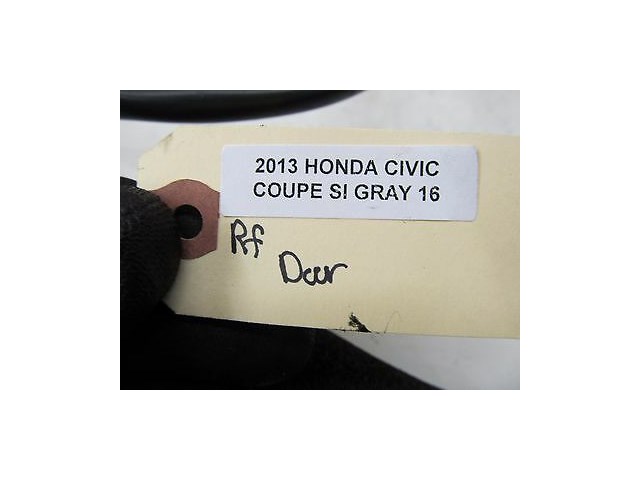 2013 HONDA CIVIC
COUPE SI GRAY 16
Rf
Door